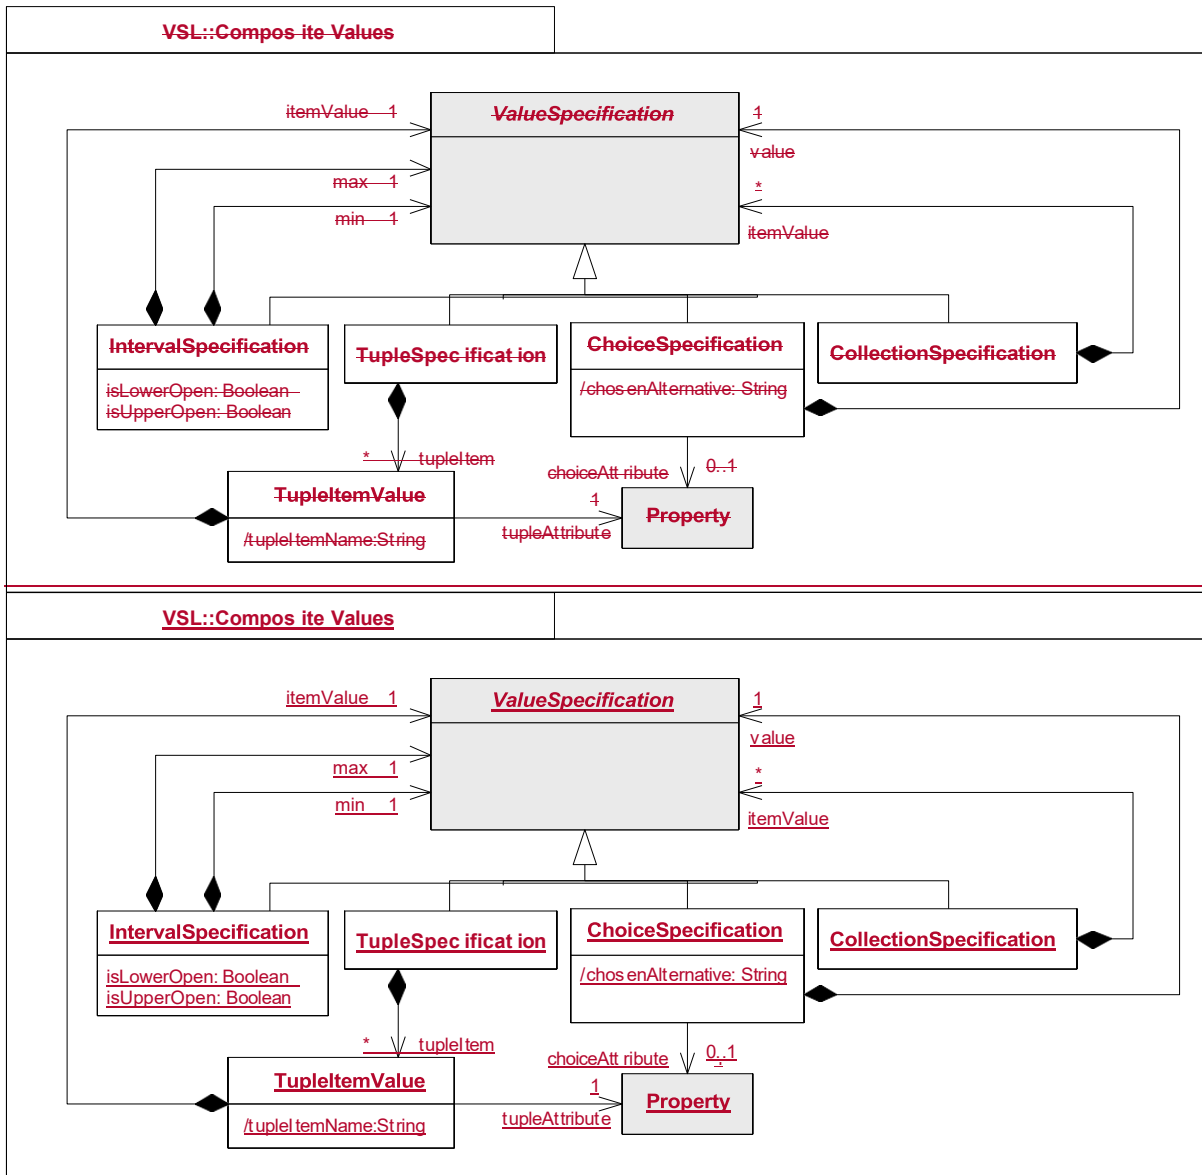 VSL::Compos ite Values
itemValue 1
ValueSpecification
1
value
max 1
*
min 1
itemValue
IntervalSpecification
TupleSpec ificat ion
ChoiceSpecification
CollectionSpecification
isLowerOpen: Boolean
isUpperOpen: Boolean
/chos enAlternative: String
* tupleItem
choiceAtt ribute
0..1
TupleItemValue
1
Property
/tupleI temName:String
tupleAttribute
VSL::Compos ite Values
itemValue 1
ValueSpecification
1
value
max 1
*
min 1
itemValue
IntervalSpecification
TupleSpec ificat ion
ChoiceSpecification
CollectionSpecification
isLowerOpen: Boolean
isUpperOpen: Boolean
/chos enAlternative: String
* tupleItem
choiceAtt ribute
0..1
TupleItemValue
1
Property
/tupleI temName:String
tupleAttribute